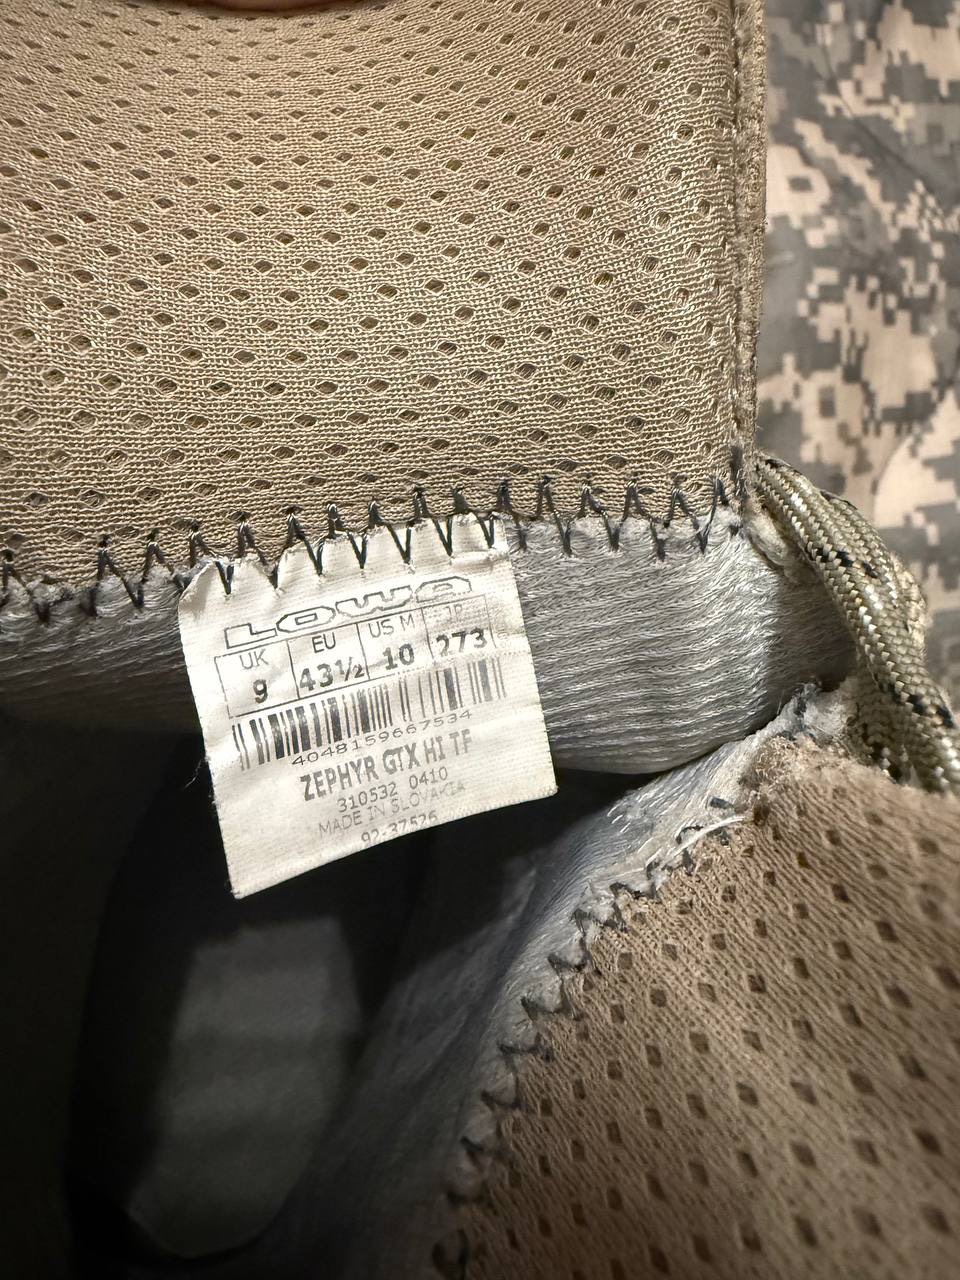 LOWA
UK EU US M JP
9 43½ 10 273
4048159667534
ZEPHYR GTX HI TF
310532 0410
MADE IN SLOVAKIA
92-37526